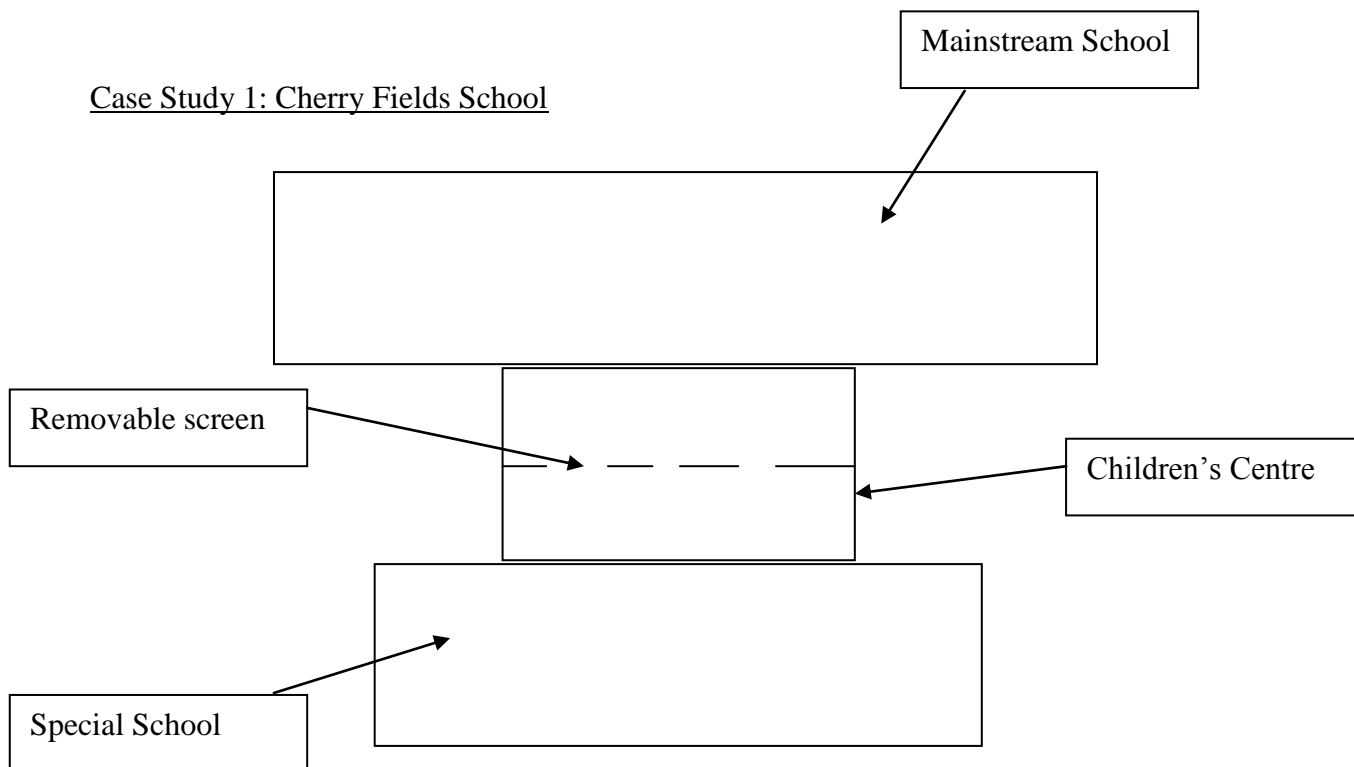 Mainstream School
Case Study 1: Cherry Fields School
Removable screen
Children’s Centre
Special School